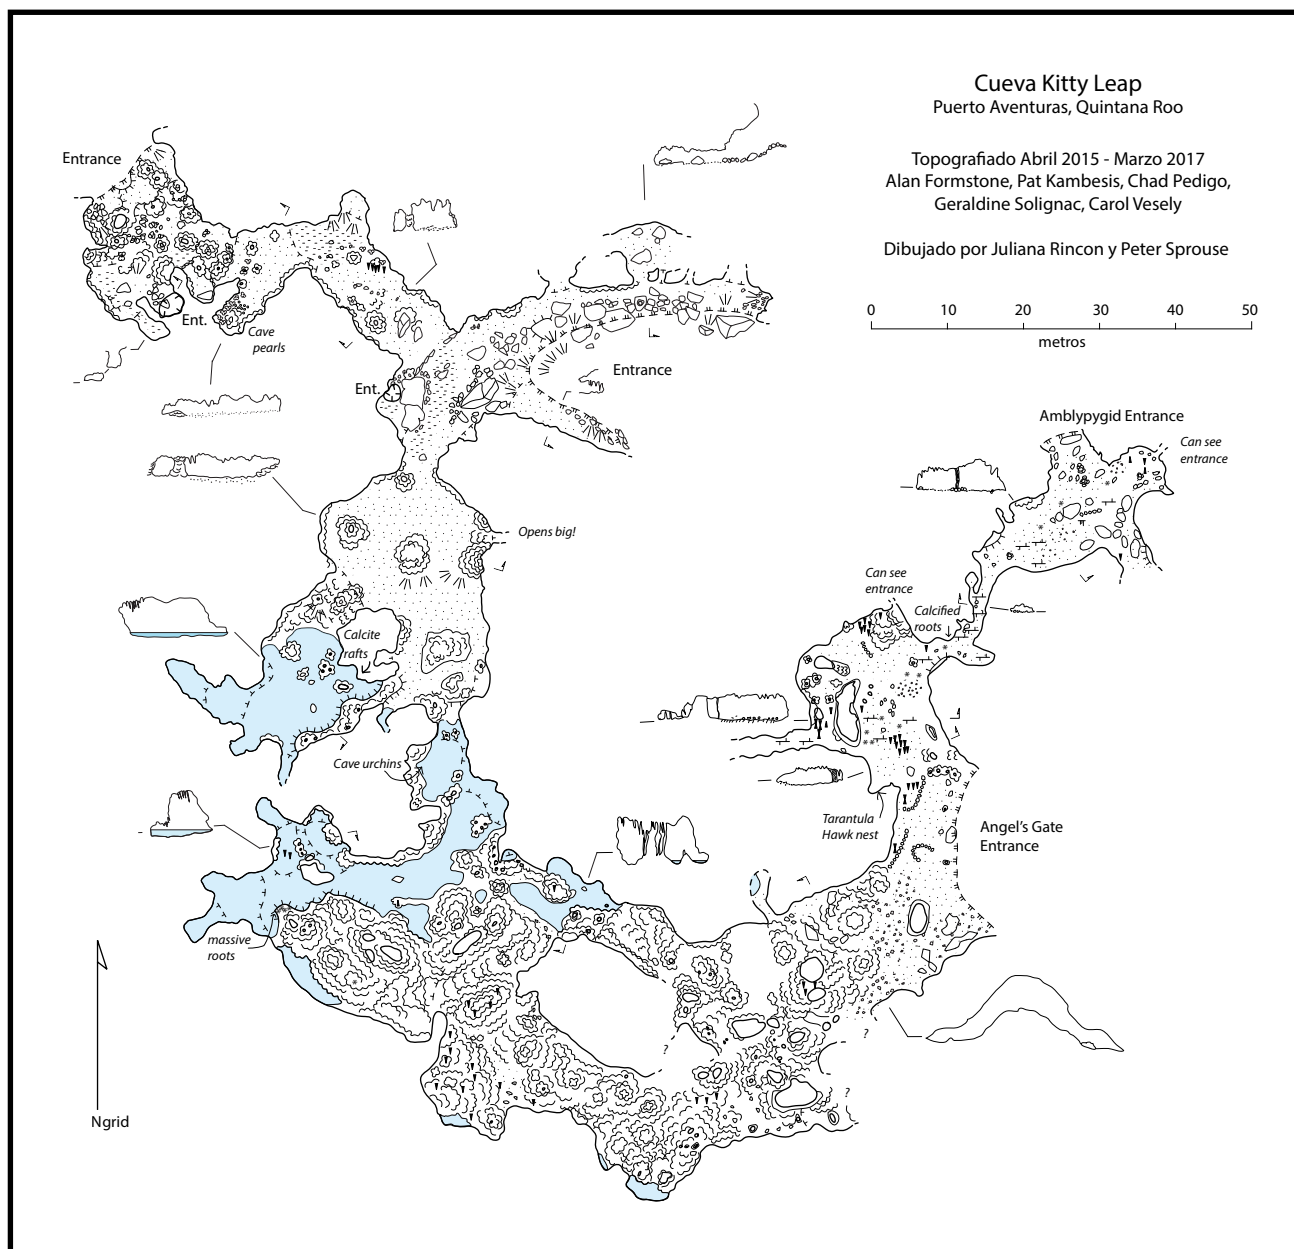 Cueva Kitty Leap
Puerto Aventuras, Quintana Roo
Topografiado Abril 2015 - Marzo 2017
Alan Formstone, Pat Kambesis, Chad Pedigo,
Geraldine Solignac, Carol Vesely
Dibujado por Juliana Rincon y Peter Sprouse
0 10 20 30 40 50
metros
Entrance
Ent.
Cave
pearls
Ent.
Entrance
Amblypygid Entrance
Can see
entrance
Opens big!
Can see
entrance
Calcified
roots
Calcite
rafts
Cave urchins
Tarantula
Hawk nest
Angel's Gate
Entrance
massive
roots
?
?
?
Ngrid